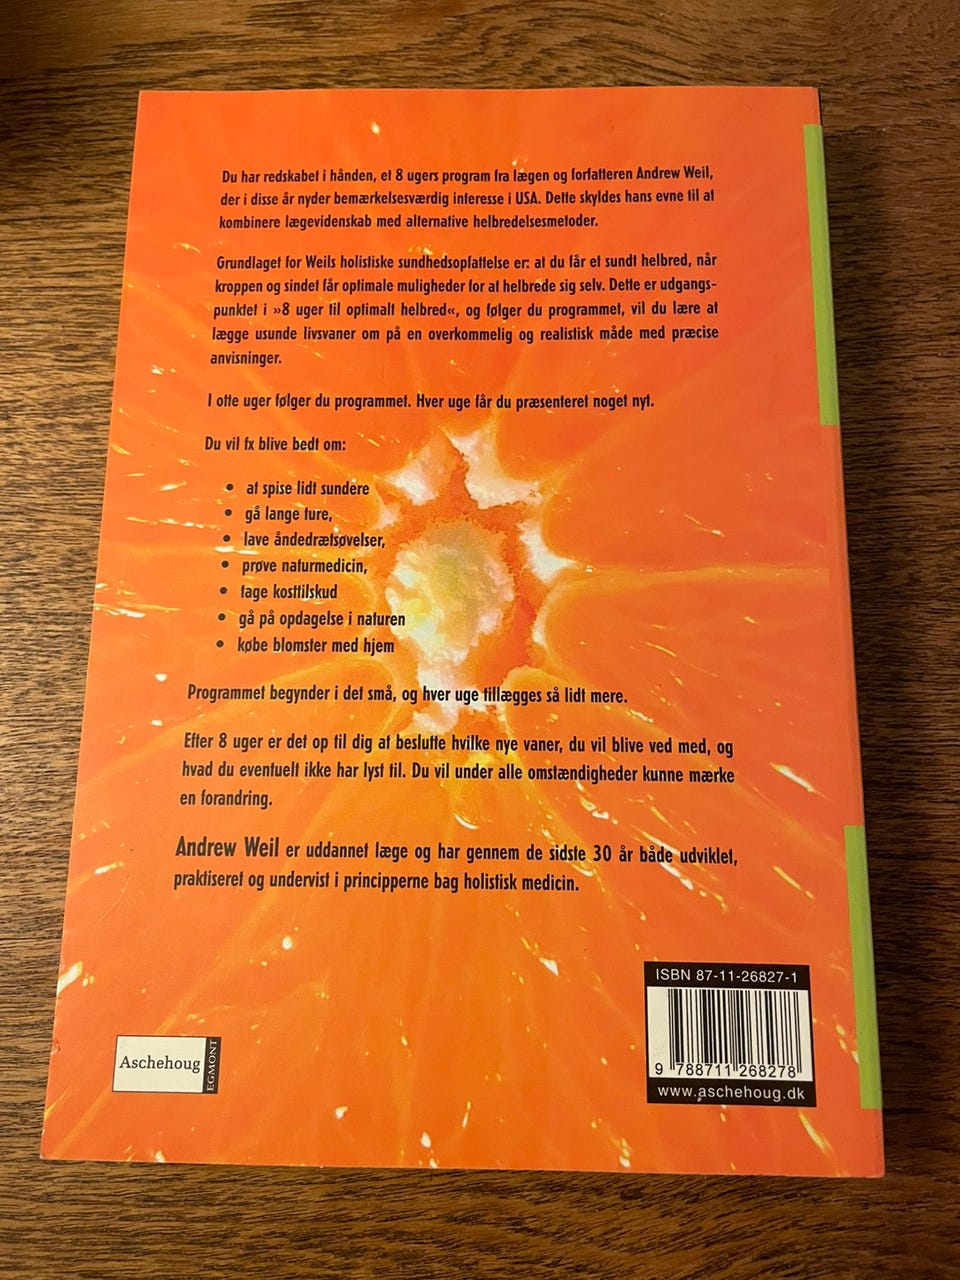 Du har redskabet i hånden, et 8 ugers program fra lægen og forfatteren Andrew Weil,
der i disse år nyder bemærkelsesværdig interesse i USA. Dette skyldes hans evne til at
kombinere lægevidenskab med alternative helbredelsesmetoder.
Grundlaget for Weils holistiske sundhedsopfattelse er: at du får et sundt helbred, når
kroppen og sindet får optimale muligheder for at helbrede sig selv. Dette er udgangs-
punktet i »8 uger til optimalt helbred«, og følger du programmet, vil du lære at
lægge usunde livsvaner om på en overkommelig og realistisk måde med præcise
anvisninger.
I otte uger følger du programmet. Hver uge får du præsenteret noget nyt.
Du vil fx blive bedt om:
• at spise lidt sundere
• gå lange ture,
• lave åndedrætsøvelser,
• prøve naturmedicin,
• tage kosttilskud
• gå på opdagelse i naturen
• købe blomster med hjem
Programmet begynder i det små, og hver uge tillægges så lidt mere.
Efter 8 uger er det op til dig at beslutte hvilke nye vaner, du vil blive ved med, og
hvad du eventuelt ikke har lyst til. Du vil under alle omstændigheder kunne mærke
en forandring.
Andrew Weil er uddannet læge og har gennem de sidste 30 år både udviklet,
praktiseret og undervist i principperne bag holistisk medicin.
ISBN 87-11-26827-1
9 788711 268278
www.aschehoug.dk
Aschehoug
EGMONT